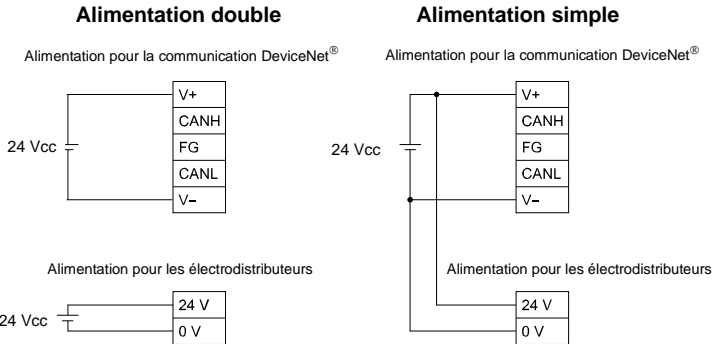 Alimentation double
Alimentation pour la communication DeviceNet®
V+
CANH
24 Vcc
FG
CANL
V–
Alimentation pour les électrodistributeurs
24 Vcc
24 V
0 V
Alimentation simple
Alimentation pour la communication DeviceNet®
V+
CANH
24 Vcc
FG
CANL
V–
Alimentation pour les électrodistributeurs
24 V
0 V